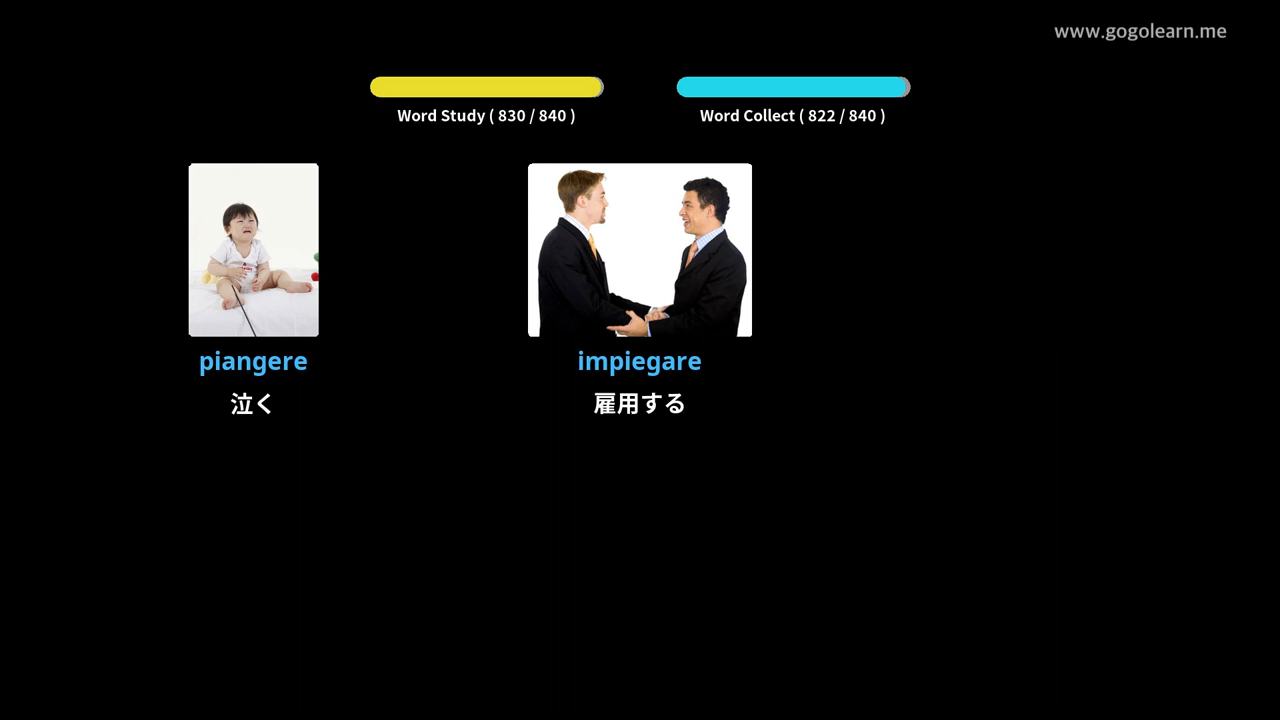 www.gogolearn.me
Word Study ( 830 / 840 )
Word Collect ( 822 / 840 )
piangere
泣く
impiegare
雇用する